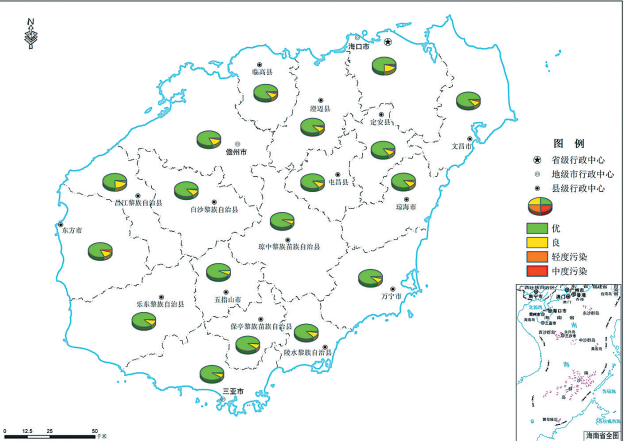 N
海口市
临高县
澄迈县
定安县
文昌市
儋州市
屯昌县
琼海市
昌江黎族自治县
白沙黎族自治县
东方市
琼中黎族苗族自治县
万宁市
五指山市
乐东黎族自治县
保亭黎族苗族自治县
陵水黎族自治县
三亚市
图 例
省级行政中心
地级市行政中心
县级行政中心
优
良
轻度污染
中度污染
25 12.5 0 25 50
千米
海南省全图